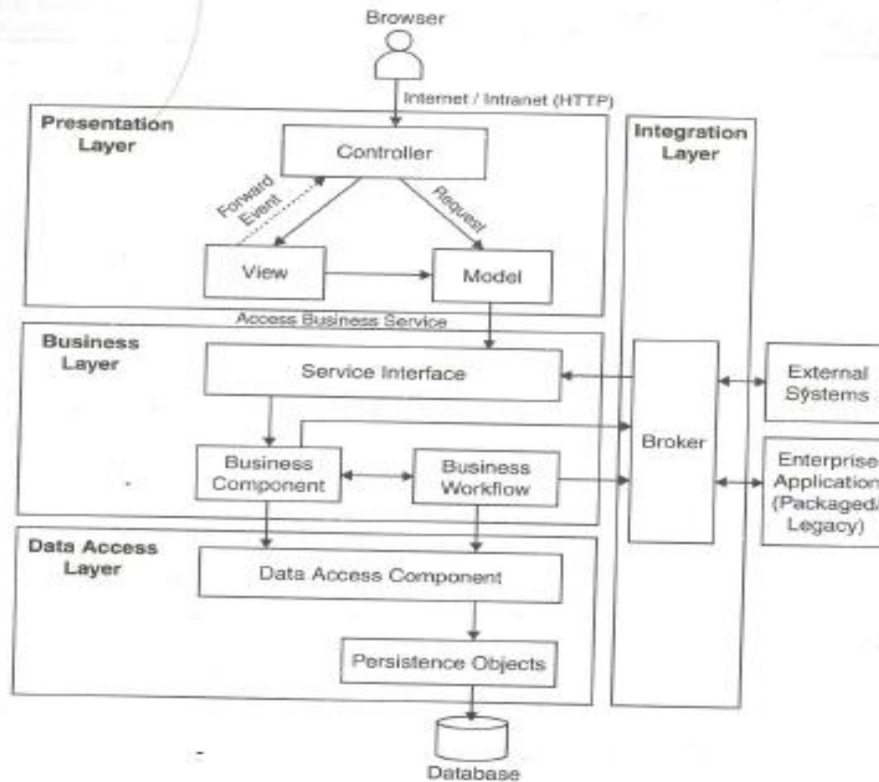 Browser
Internet / Intranet (HTTP)
Presentation
Layer
Controller
Forward
Event
Request
View
Model
Integration
Layer
Access Business Service
Business
Layer
Service Interface
Business
Component
Business
Workflow
Broker
External
Systems
Enterprise
Application
(Packaged/
Legacy)
Data Access
Layer
Data Access Component
Persistence Objects
Database